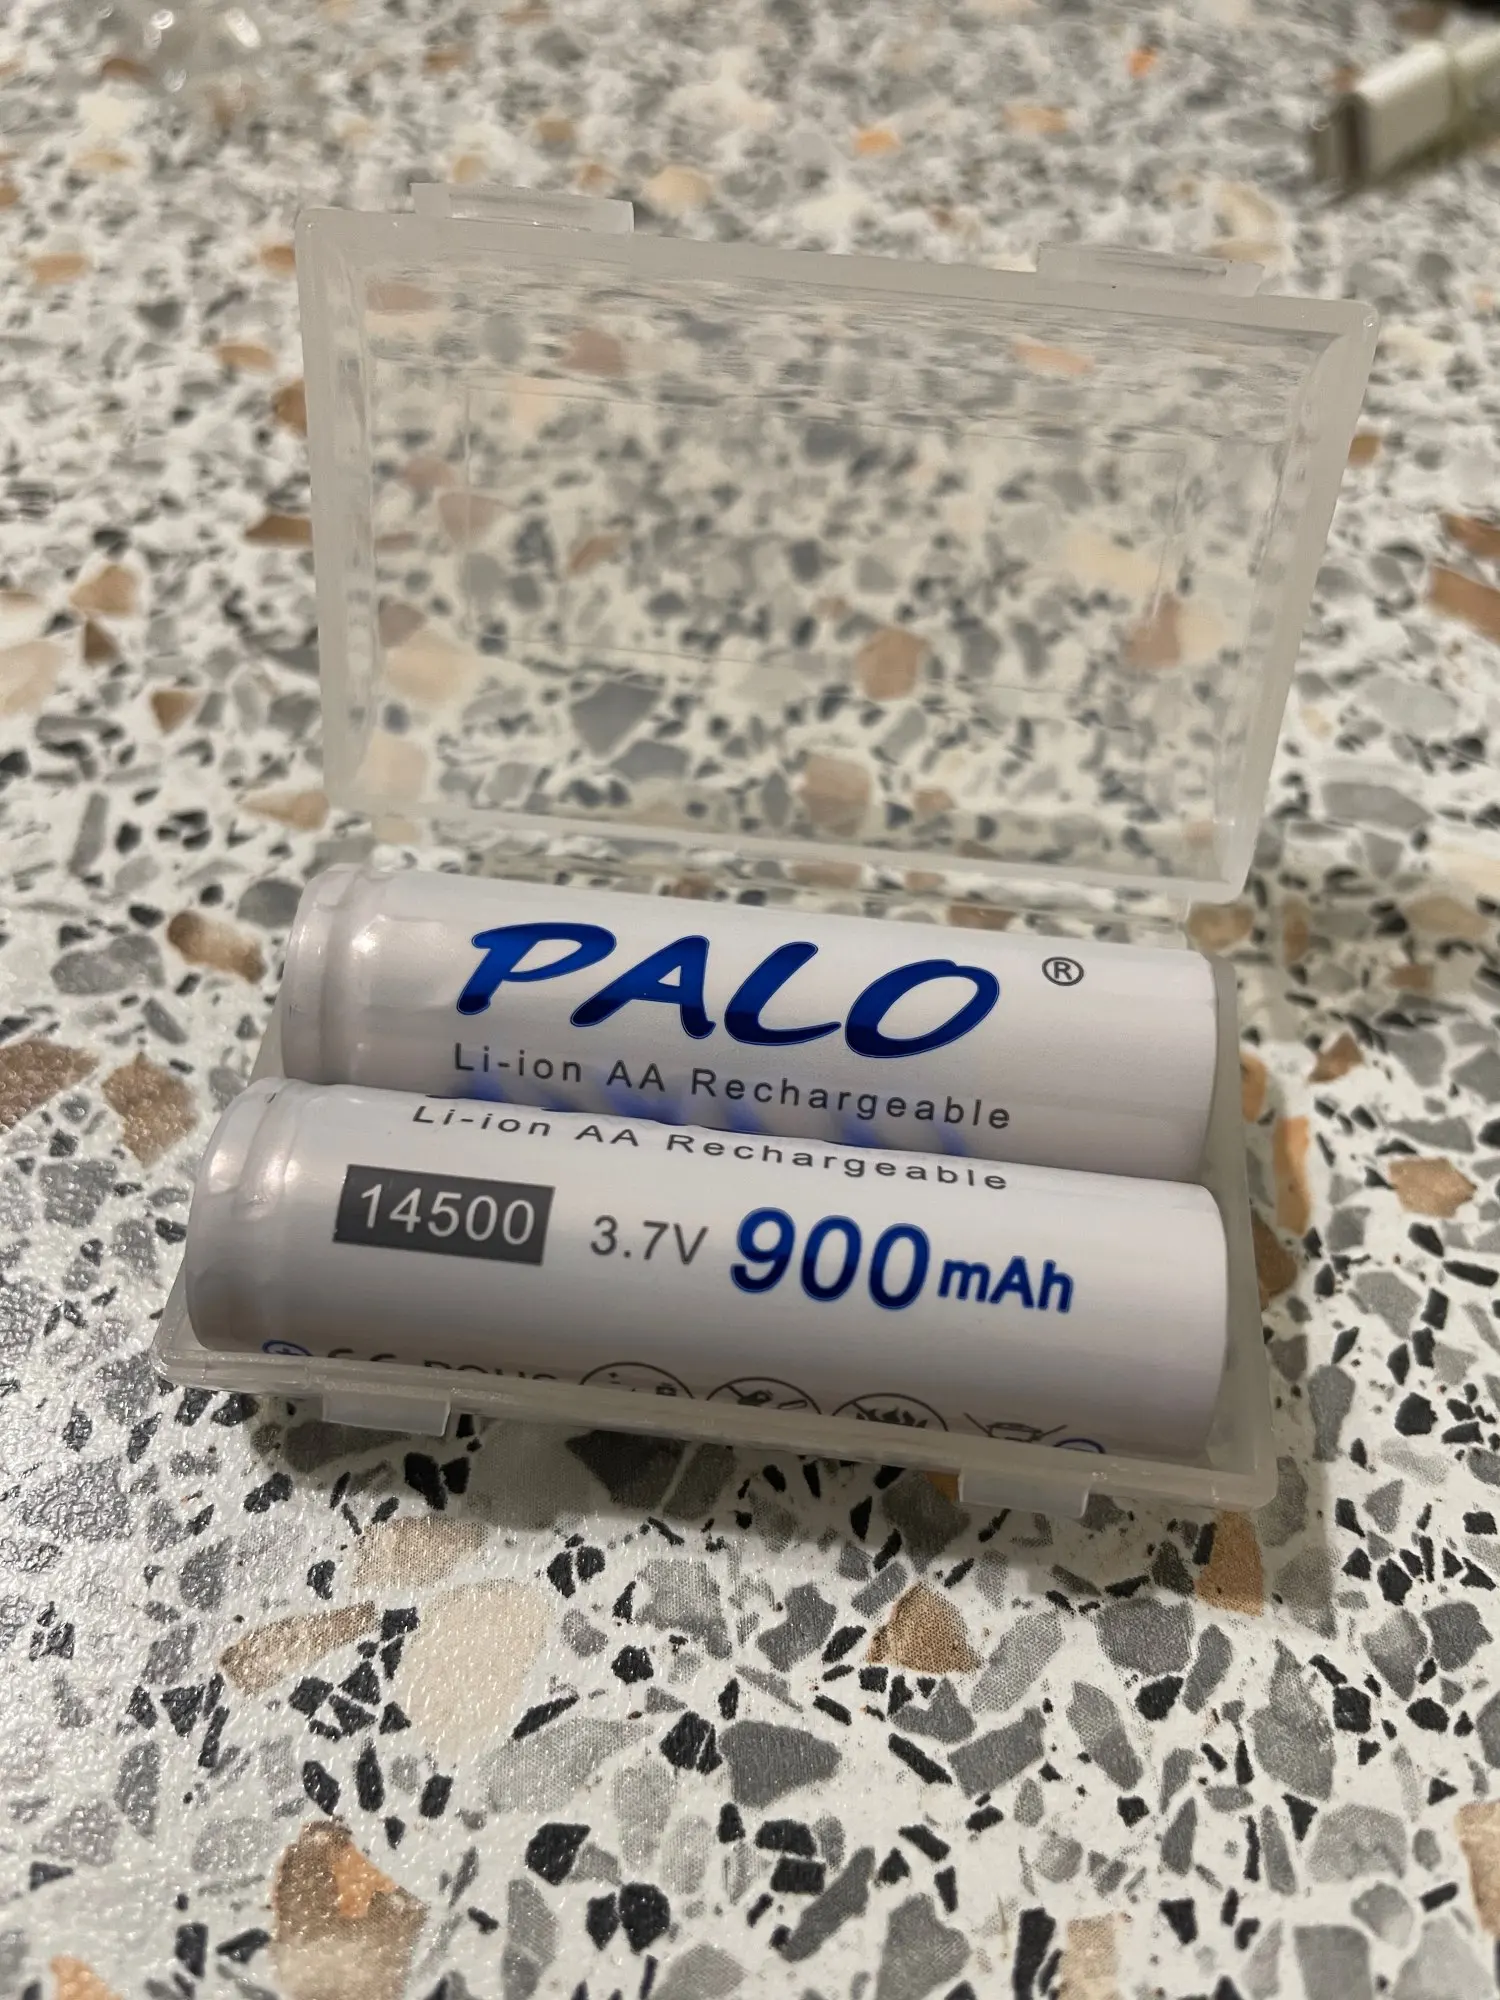 PALO ®
Li-ion AA Rechargeable
Li-ion AA Rechargeable
14500 3.7V 900mAh